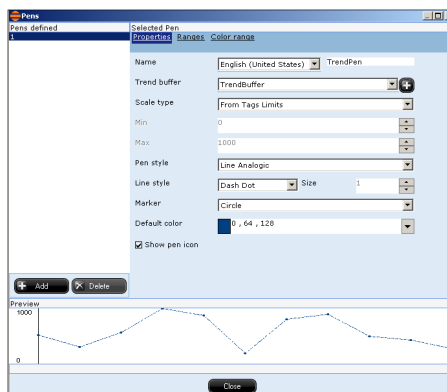 Pens
Pens defined
1
Selected Pen
Properties Ranges Color range
Name English (United States) TrendPen
Trend buffer TrendBuffer
Scale type From Tags Limits
Min 0
Max 1000
Pen style Line Analogic
Line style Dash Dot Size 1
Marker Circle
Default color 0 , 64 , 128
Show pen icon
Add Delete
Preview
1000
0
Close